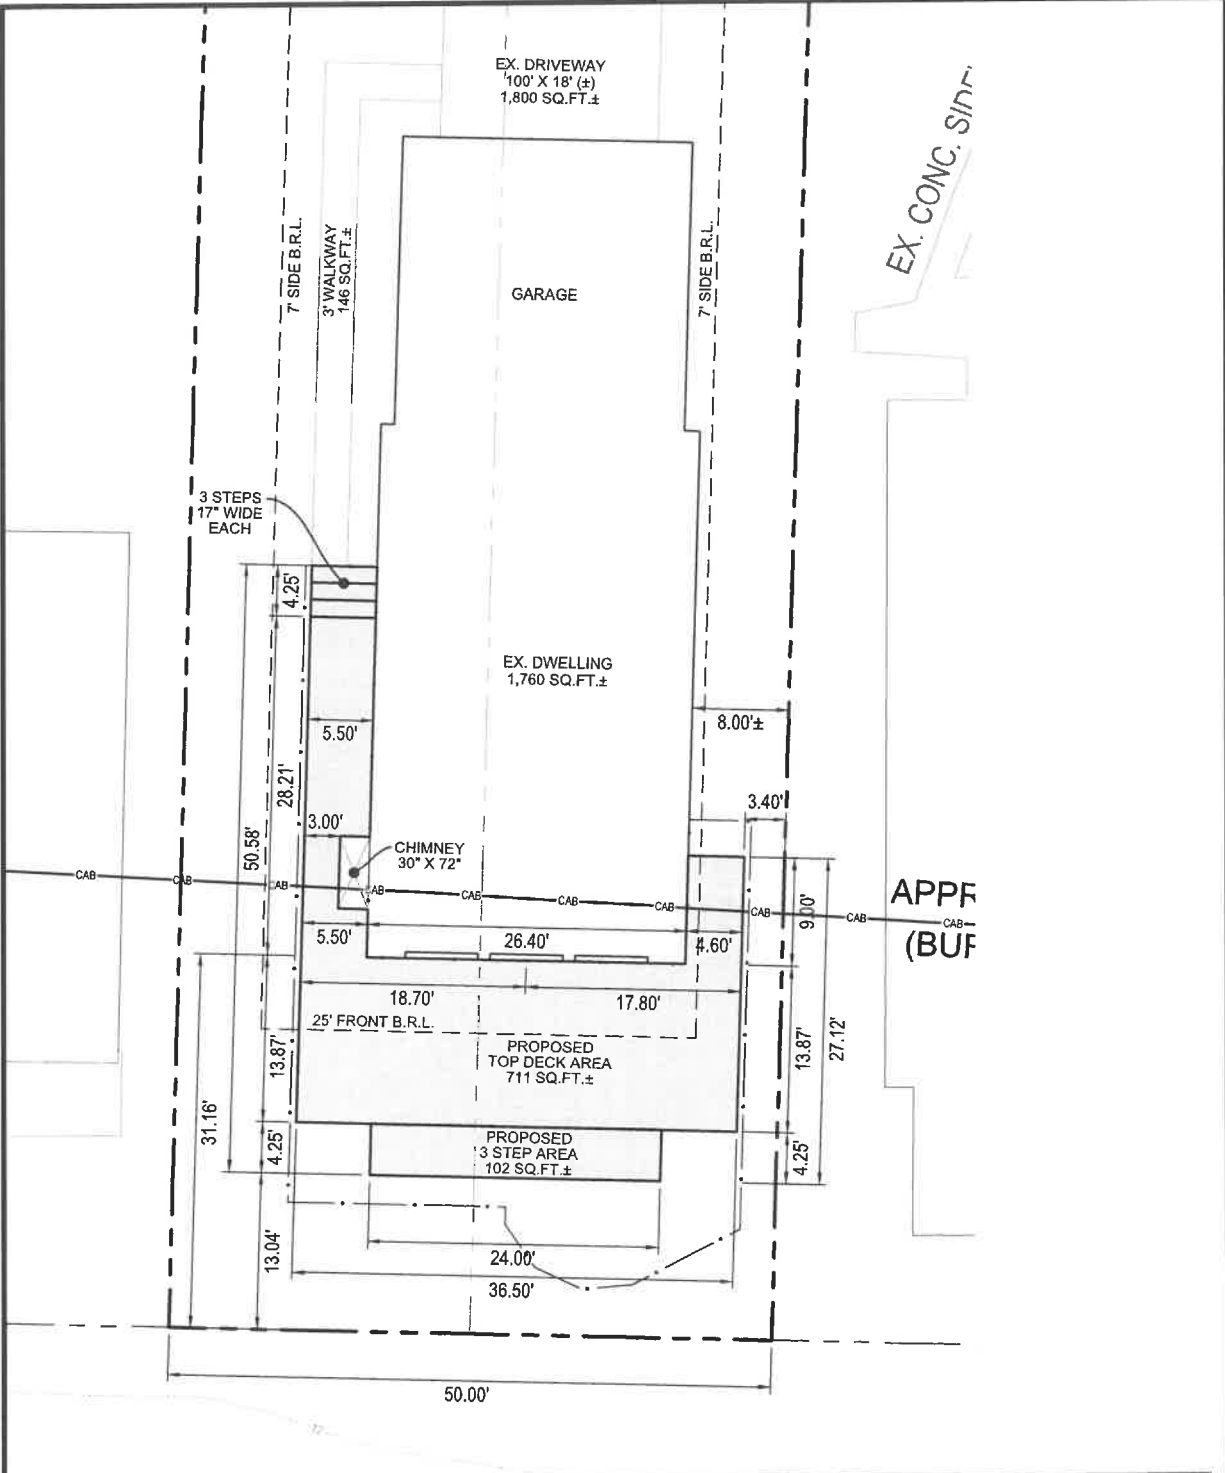 EX. DRIVEWAY
100' X 18' (±)
1,800 SQ.FT.±
EX. CONC.
7' SIDE B.R.L.
3' WALKWAY
146 SQ.FT.±
7' SIDE B.R.L.
GARAGE
3 STEPS
17" WIDE
EACH
4.25'
EX. DWELLING
1,760 SQ.FT.±
8.00'±
5.50'
28.21'
3.40'
3.00'
50.58'
CHIMNEY
30" X 72"
CAB CAB CAB CAB CAB CAB CAB CAB CAB CAB
9.00'
5.50'
26.40'
4.60'
18.70'
17.80'
25' FRONT B.R.L.
PROPOSED
TOP DECK AREA
711 SQ.FT.±
13.87'
13.87'
27.12'
31.16'
4.25'
PROPOSED
3 STEP AREA
102 SQ.FT.±
4.25'
13.04'
24.00'
36.50'
50.00'
72